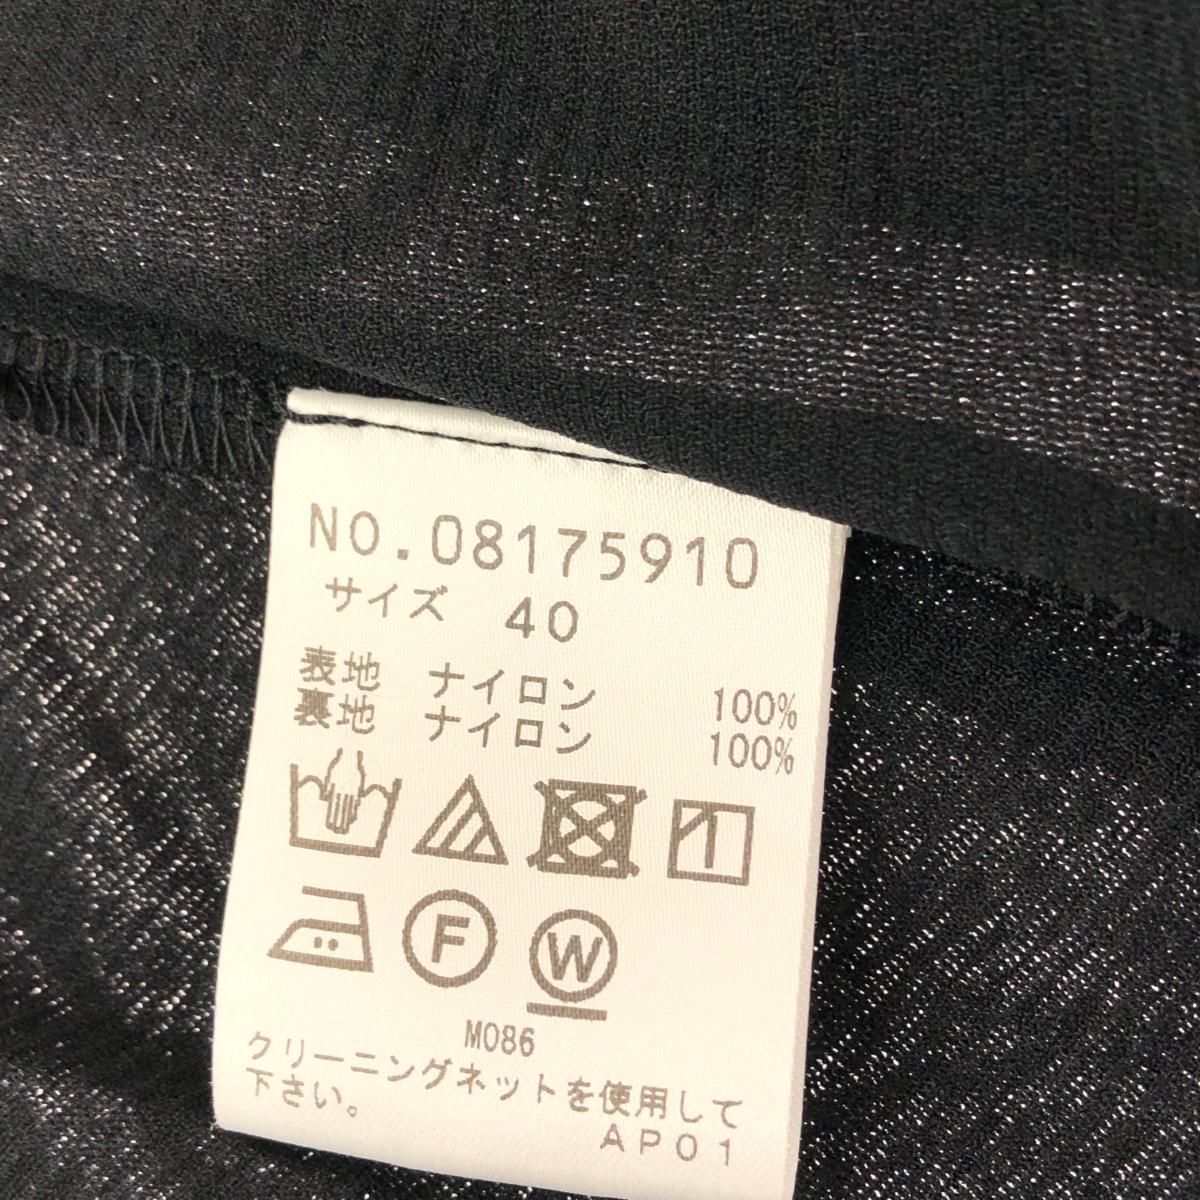 NO.08175910
サイズ 40
表地 ナイロン 100%
裏地 ナイロン 100%
F W
M086
クリーニングネットを使用して
下さい。
AP01